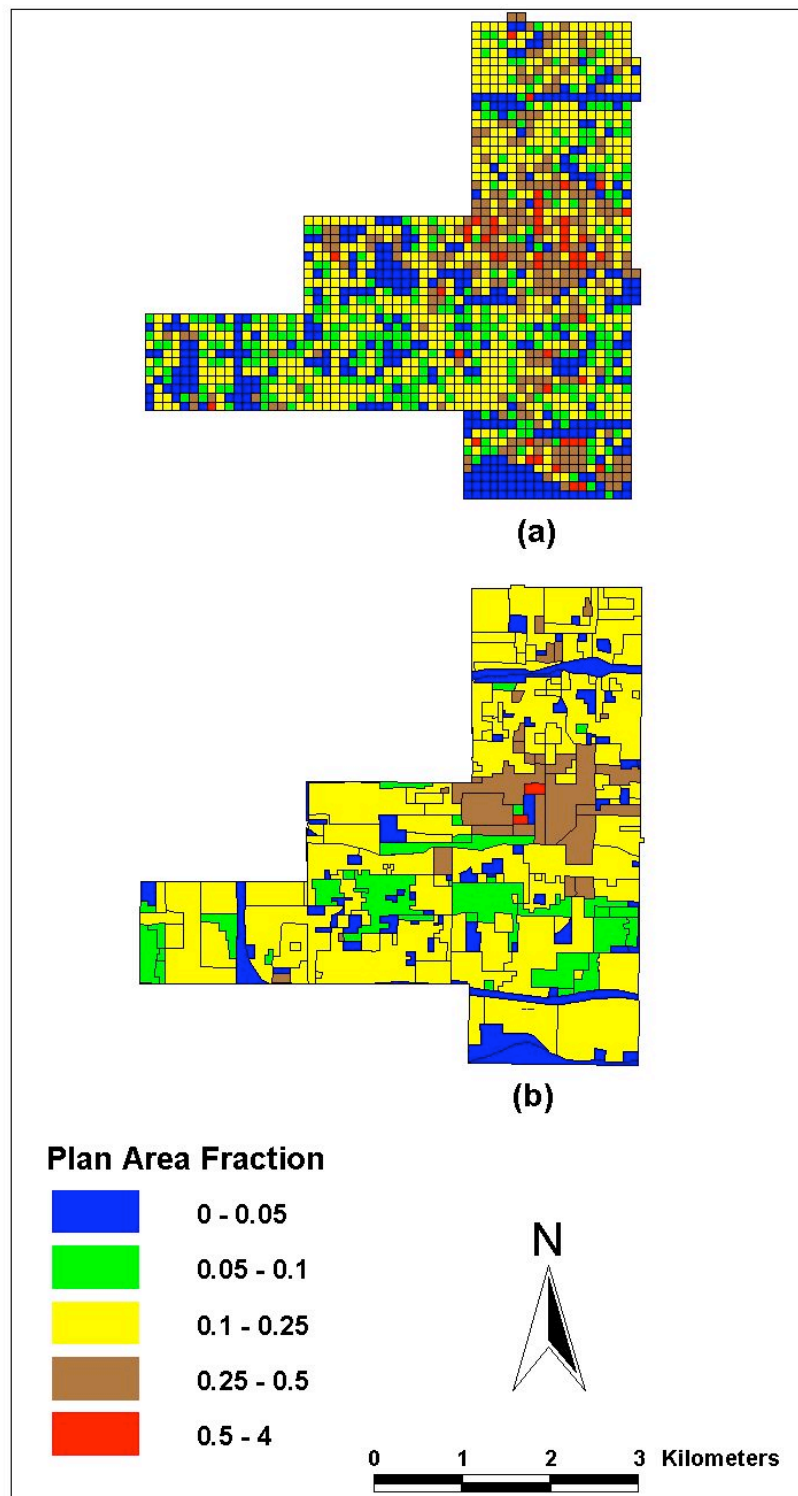 (a)
(b)
Plan Area Fraction
0 - 0.05
0.05 - 0.1
0.1 - 0.25
0.25 - 0.5
0.5 - 4
N
0 1 2 3 Kilometers